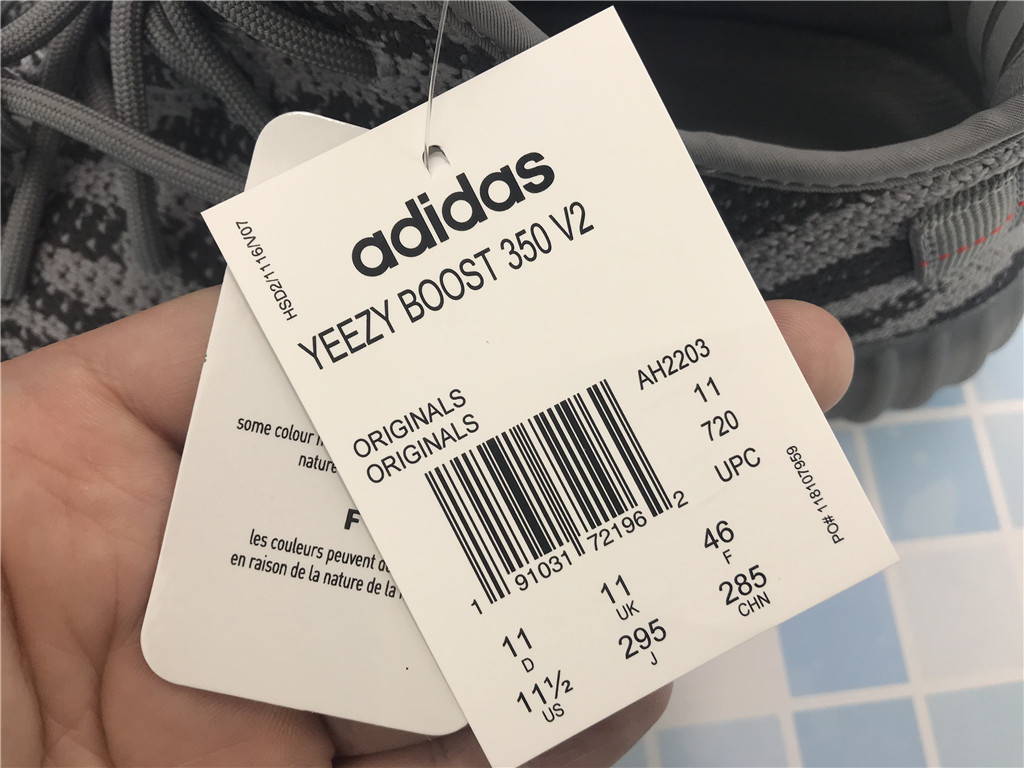 adidas
YEEZY BOOST 350 V2
HSD2/1116/V07
ORIGINALS
ORIGINALS
AH2203
11
720
UPC
1 91031 72196 2
PO# 118107959
11
D
11
UK
46
F
11½
US
295
J
285
CHN
some colour
nature
F
les couleurs peuvent
en raison de la nature de la